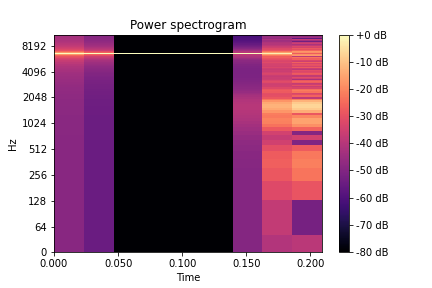 Power spectrogram
8192
4096
2048
1024
512
256
128
64
0
Hz
0.000
0.050
0.100
0.150
0.200
Time
+0 dB
-10 dB
-20 dB
-30 dB
-40 dB
-50 dB
-60 dB
-70 dB
-80 dB